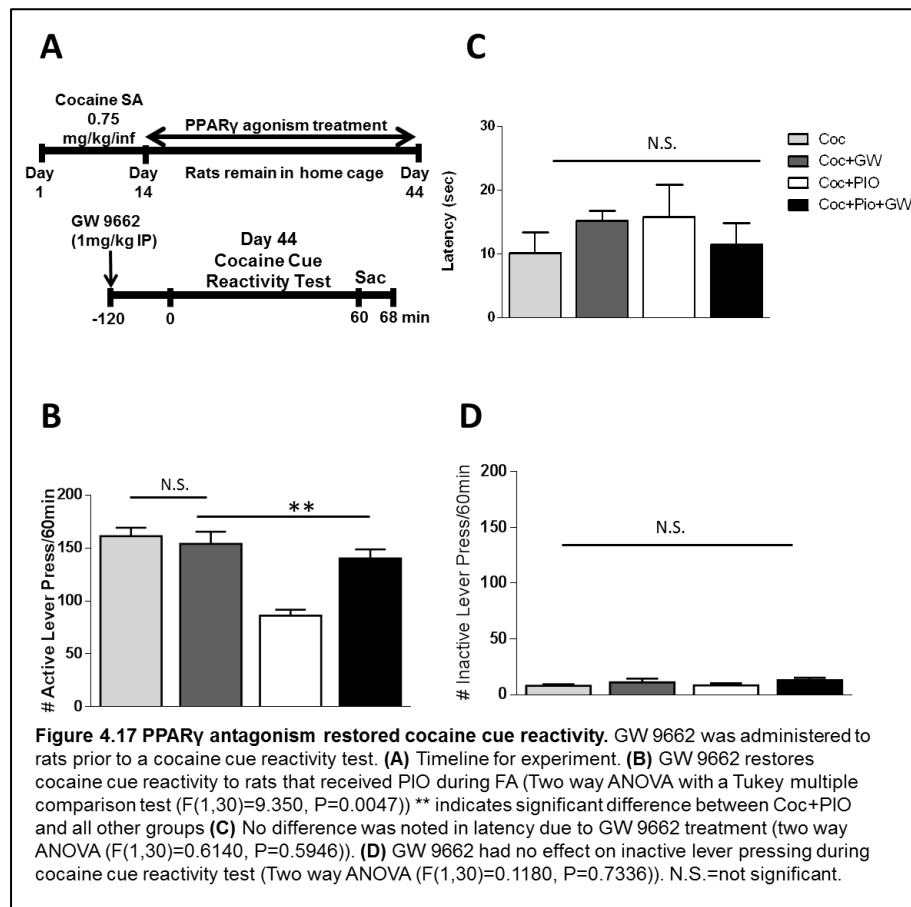 A
Cocaine SA
0.75
mg/kg/inf
PPARγ agonism treatment
Day
1
Day
14
Rats remain in home cage
Day
44
GW 9662
(1mg/kg IP)
Day 44
Cocaine Cue
Reactivity Test
Sac
-120
0
60
68 min
C
Latency (sec)
30
20
10
0
N.S.
Coc
Coc+GW
Coc+PIO
Coc+Pio+GW
B
# Active Lever Press/60min
200
150
100
50
0
N.S.
**
D
# Inactive Lever Press/60min
200
150
100
50
0
N.S.
Figure 4.17 PPARγ antagonism restored cocaine cue reactivity. GW 9662 was administered to
rats prior to a cocaine cue reactivity test. (A) Timeline for experiment. (B) GW 9662 restores
cocaine cue reactivity to rats that received PIO during FA (Two way ANOVA with a Tukey multiple
comparison test (F(1,30)=9.350, P=0.0047)) ** indicates significant difference between Coc+PIO
and all other groups (C) No difference was noted in latency due to GW 9662 treatment (two way
ANOVA (F(1,30)=0.6140, P=0.5946)). (D) GW 9662 had no effect on inactive lever pressing during
cocaine cue reactivity test (Two way ANOVA (F(1,30)=0.1180, P=0.7336)). N.S.=not significant.